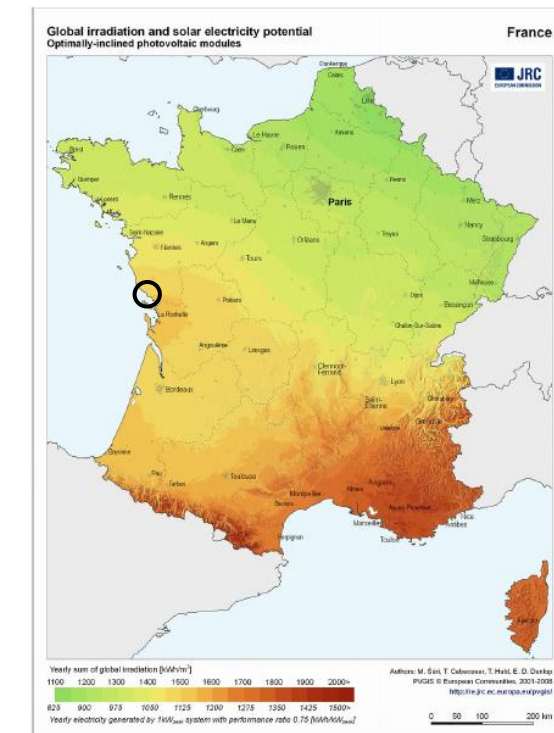 Global irradiation and solar electricity potential
Optimally-inclined photovoltaic modules
France
JRC
EUROPEAN COMMISSION
Dunkerque
Calais
Lille
Cherbourg
Le Havre
Amiens
Rouen
Caen
Reims
Brest
Metz
Paris
Quimper
Nancy
Lorient
Rennes
Strasbourg
Le Mans
Troyes
Orléans
Saint-Nazaire
Angers
Nantes
Tours
Mulhouse
Dijon
Besançon
Poitiers
La Rochelle
Chalon-Sur-Saône
Angoulême
Limoges
Clermont-
Ferrand
Lyon
Bordeaux
Saint-
Etienne
Chambéry
Grenoble
Valence
Bayonne
Pau
Tarbes
Toulouse
Montpellier
Nîmes
Avignon
Aix-en-Provence
Beziers
Nice
Marseille
Antibes
Toulon
Perpignan
Ajaccio
Yearly sum of global irradiation [kWh/m²]
1100 1200 1300 1400 1500 1600 1700 1800 1900 2000>
825 900 975 1050 1125 1200 1275 1350 1425 1500>
Yearly electricity generated by 1kWpeak system with performance ratio 0.75 [kWh/kWpeak]
Authors: M. Šúri, T. Cebecauer, T. Huld, E. D. Dunlop
PVGIS © European Communities, 2001-2008
http://re.jrc.ec.europa.eu/pvgis/
0 50 100 200 km